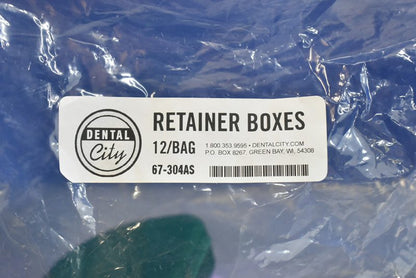 DENTAL
City
RETAINER BOXES
12/BAG
1.800.353.9595 • DENTALCITY.COM
P.O. BOX 8267, GREEN BAY, WI, 54308
67-304AS